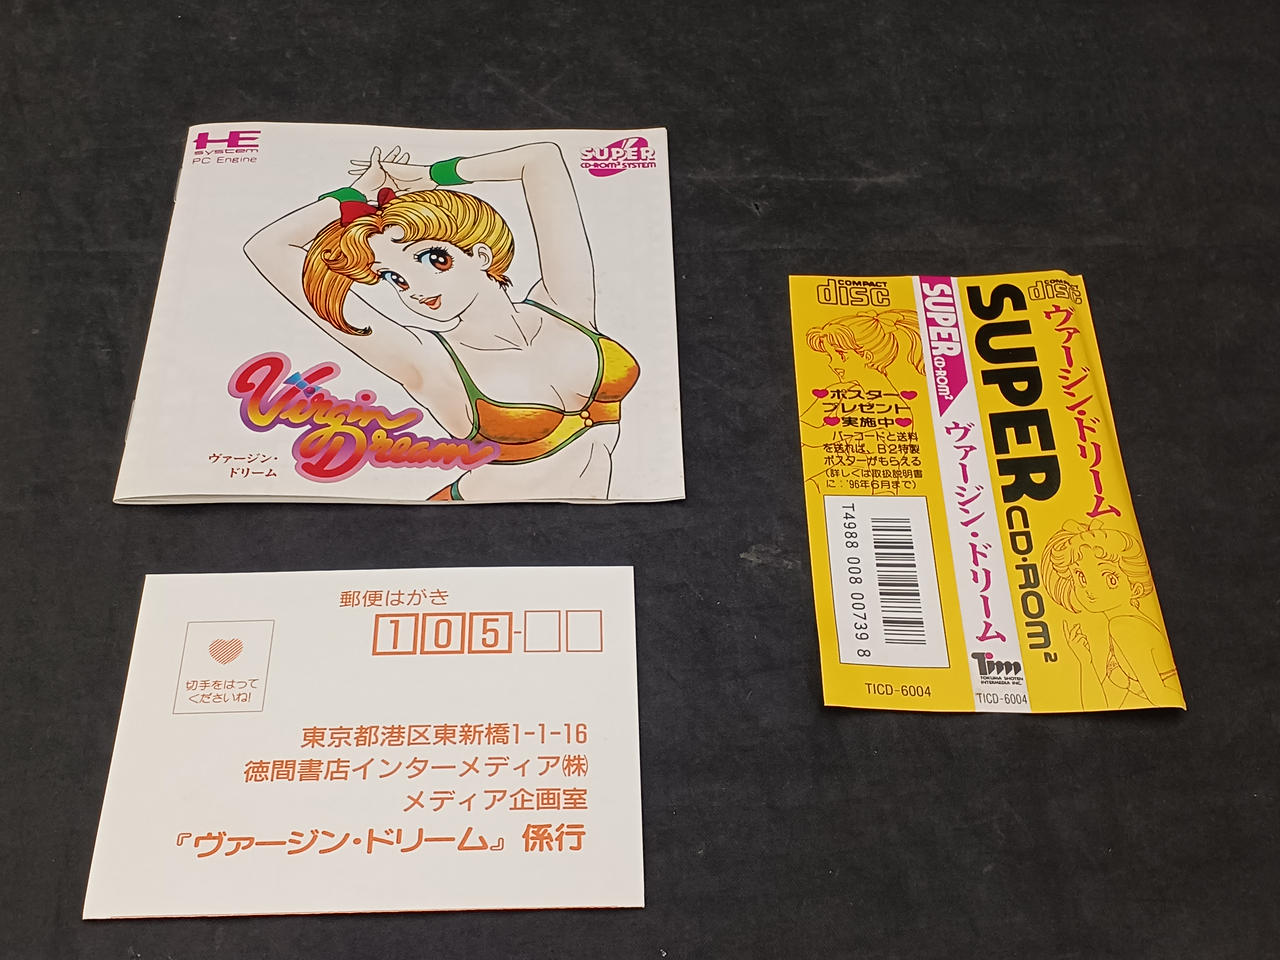 HE
system
PC Engine
SUPER
CD-ROM² SYSTEM
Virgin
Dream
ヴァージン・
ドリーム
郵便はがき
105-
切手をはって
くださいね!
東京都港区東新橋1-1-16
徳間書店インターメディア㈱
メディア企画室
『ヴァージン・ドリーム』係行
COMPACT
disc
ポスター
プレゼント
実施中
バーコードと送料
を送れば、B2特製
ポスターがもらえる
(詳しくは取扱説明書
に:'96年6月まで)
T4988 008 00739 8
TICD-6004
SUPER CD-ROM²
ヴァージン・ドリーム
Tim
TOKUMA SHOTEN
INTERMEDIA INC.
TICD-6004
SUPER CD・ROM²
COMPACT
disc
ヴァージン・ドリーム